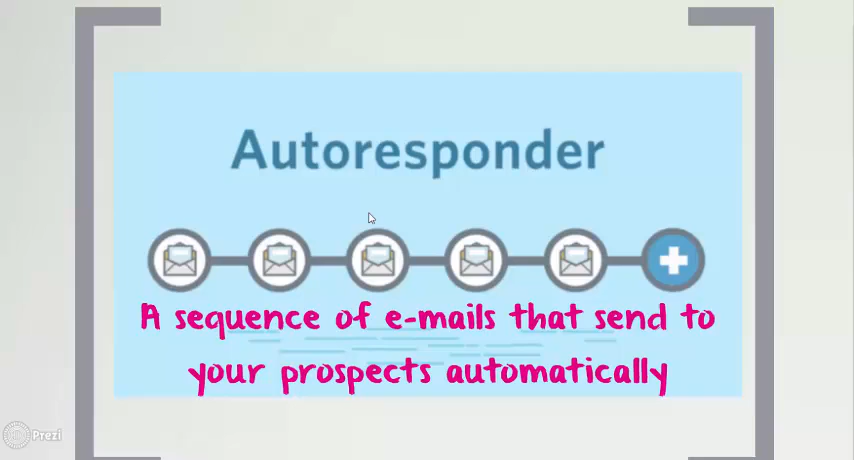 Autoresponder
A sequence of e-mails that send to
your prospects automatically
Prezi